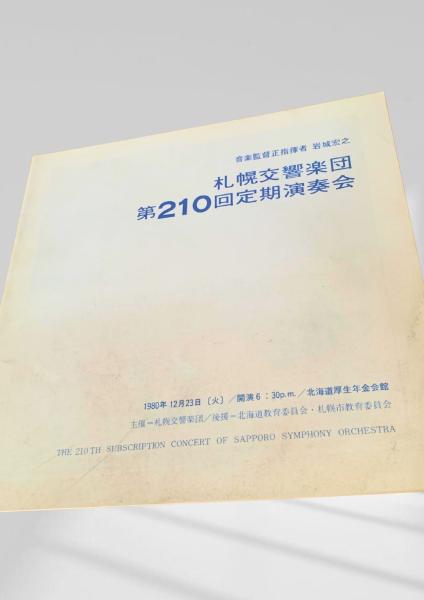 音楽監督正指揮者 岩城宏之
札幌交響楽団
第210回定期演奏会
1980年12月23日〔火〕／開演6：30p.m.／北海道厚生年金会館
主催＝札幌交響楽団／後援＝北海道教育委員会・札幌市教育委員会
THE 210TH SUBSCRIPTION CONCERT OF SAPPORO SYMPHONY ORCHESTRA